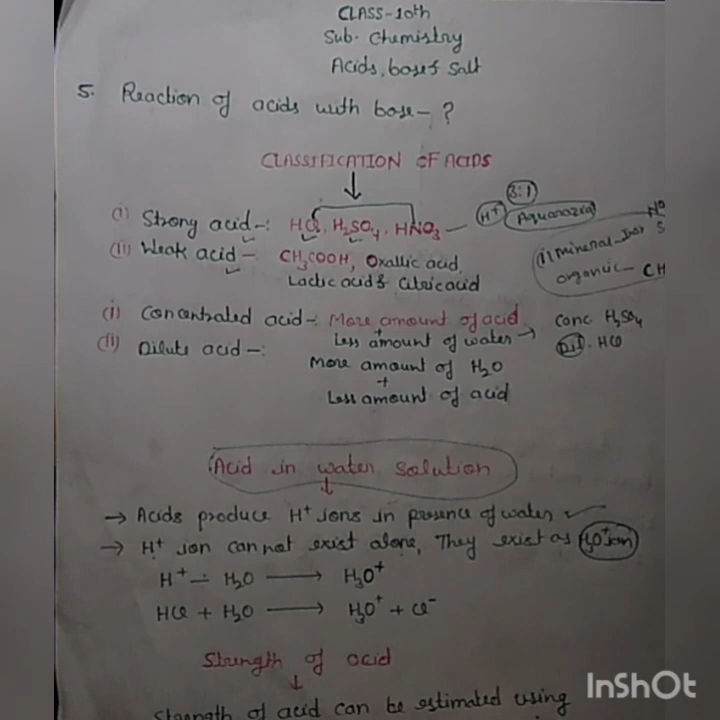 CLASS-10th
Sub. Chemistry
Acids, base & Salt
5. Reaction of acids with base- ?
CLASSIFICATION OF ACIDS
↓
(i) Strong acid-: HCl, H₂SO₄, HNO₃ — H⁺ 3:1 Aquanazia
(ii) Weak acid - CH₃COOH, Oxallic acid,
Lactic acid & Citric acid
(i) mineral-
organic- CH
(i) Concentrated acid-: More amount of acid
+
Less amount of water → Conc. H₂SO₄
(ii) Dilute acid-: More amount of H₂O
+
Less amount of acid
Dil. HCl
Acid in water solution
↓
→ Acids produce H⁺ ions in presence of water
→ H⁺ ion can not exist alone, They exist as H₃O⁺ ion
H⁺ - H₂O ⟶ H₃O⁺
HCl + H₂O ⟶ H₃O⁺ + Cl⁻
Strength of acid
↓
Strength of acid can be estimated using
InShOt